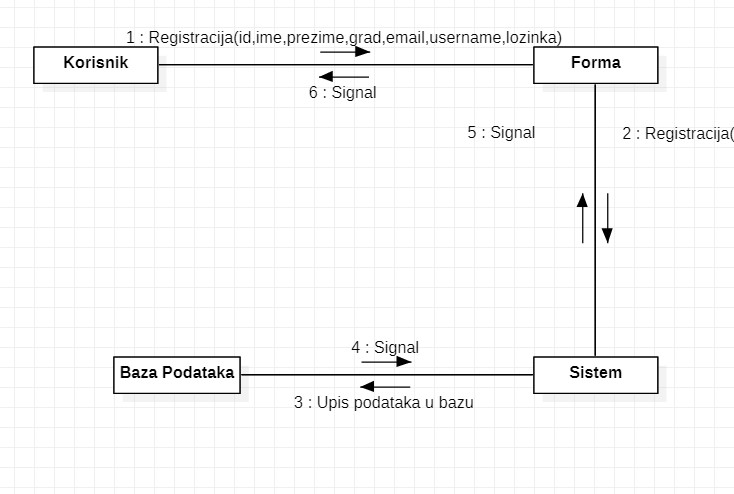 1 : Registracija(id,ime,prezime,grad,email,username,lozinka)
Korisnik
Forma
6 : Signal
5 : Signal
2 : Registracija(
4 : Signal
Baza Podataka
Sistem
3 : Upis podataka u bazu